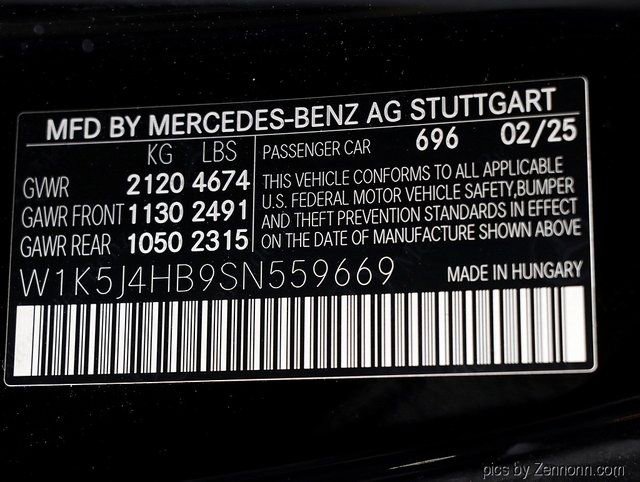 MFD BY MERCEDES-BENZ AG STUTTGART
KG LBS
GVWR 2120 4674
GAWR FRONT 1130 2491
GAWR REAR 1050 2315
PASSENGER CAR 696 02/25
THIS VEHICLE CONFORMS TO ALL APPLICABLE
U.S. FEDERAL MOTOR VEHICLE SAFETY,BUMPER
AND THEFT PREVENTION STANDARDS IN EFFECT
ON THE DATE OF MANUFACTURE SHOWN ABOVE
W1K5J4HB9SN559669 MADE IN HUNGARY
pics by Zennonn.com